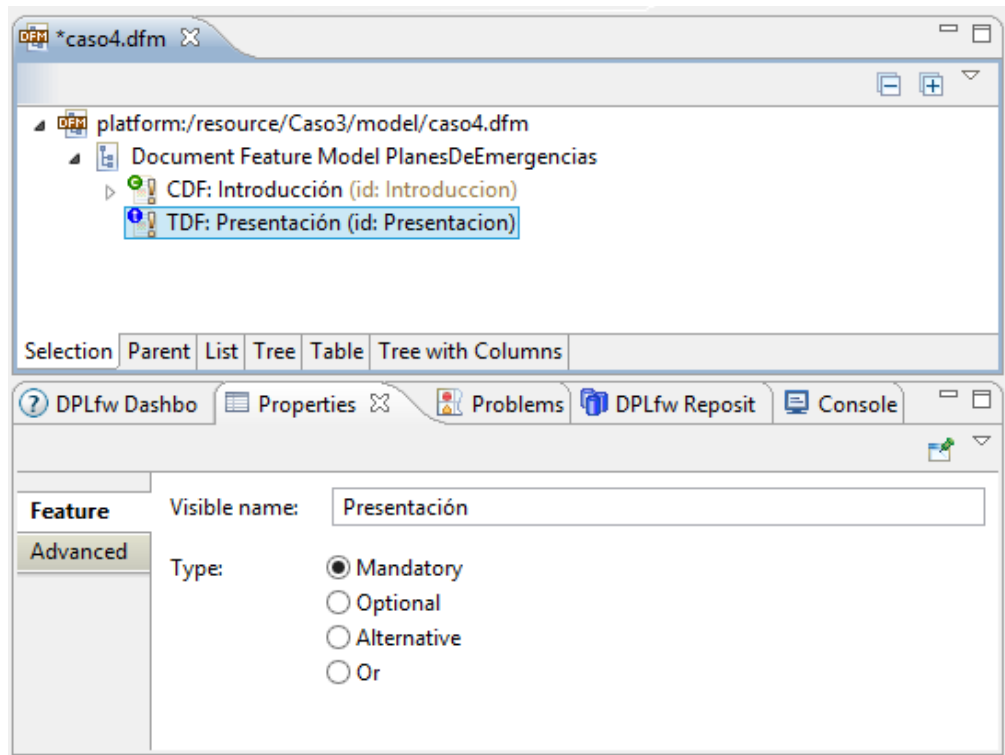 *caso4.dfm
platform:/resource/Caso3/model/caso4.dfm
Document Feature Model PlanesDeEmergencias
CDF: Introducción (id: Introduccion)
TDF: Presentación (id: Presentacion)
Selection Parent List Tree Table Tree with Columns
DPLfw Dashbo Properties Problems DPLfw Reposit Console
Feature Visible name: Presentación
Advanced
Type: Mandatory
Optional
Alternative
Or